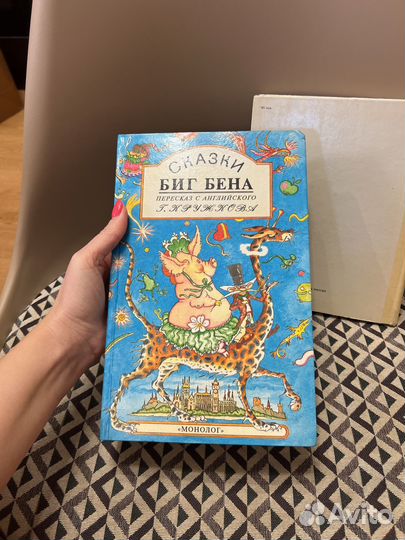 СКАЗКИ
БИГ БЕНА
ПЕРЕСКАЗ С АНГЛИЙСКОГО
Г. КРУЖКОВА
«МОНОЛОГ»
Avito